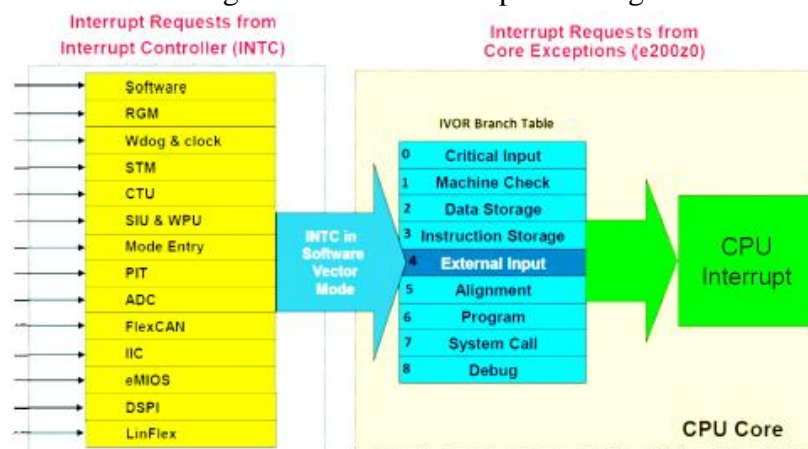 Interrupt Requests from
Interrupt Controller (INTC)
Interrupt Requests from
Core Exceptions (e200z0)
Software
RGM
Wdog & clock
STM
CTU
SIU & WPU
Mode Entry
PIT
ADC
FlexCAN
IIC
eMIOS
DSPI
LinFlex
INTC in
Software
Vector
Mode
IVOR Branch Table
0 Critical Input
1 Machine Check
2 Data Storage
3 Instruction Storage
4 External Input
5 Alignment
6 Program
7 System Call
8 Debug
CPU
Interrupt
CPU Core